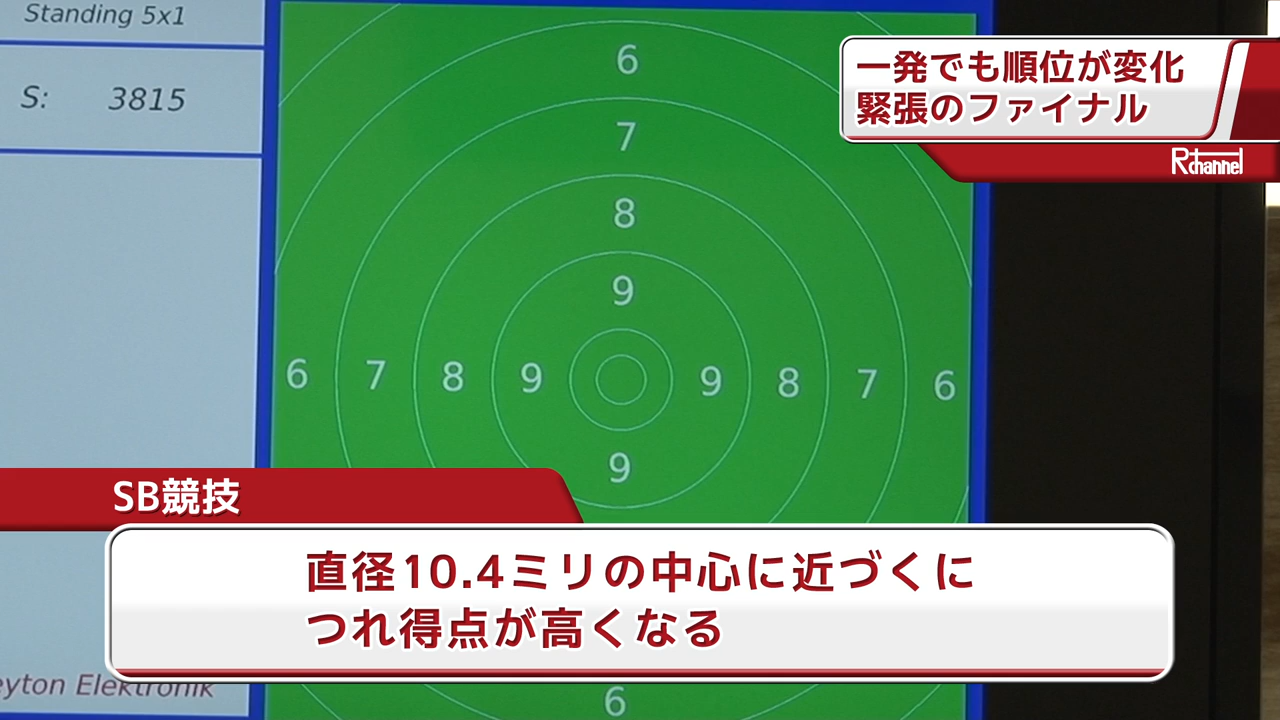 Standing 5x1
S: 3815
一発でも順位が変化
緊張のファイナル
Rchannel
6
7
8
9
6 7 8 9 9 8 7 6
9
SB競技
直径10.4ミリの中心に近づくに
つれ得点が高くなる
eyton Elektronik
6